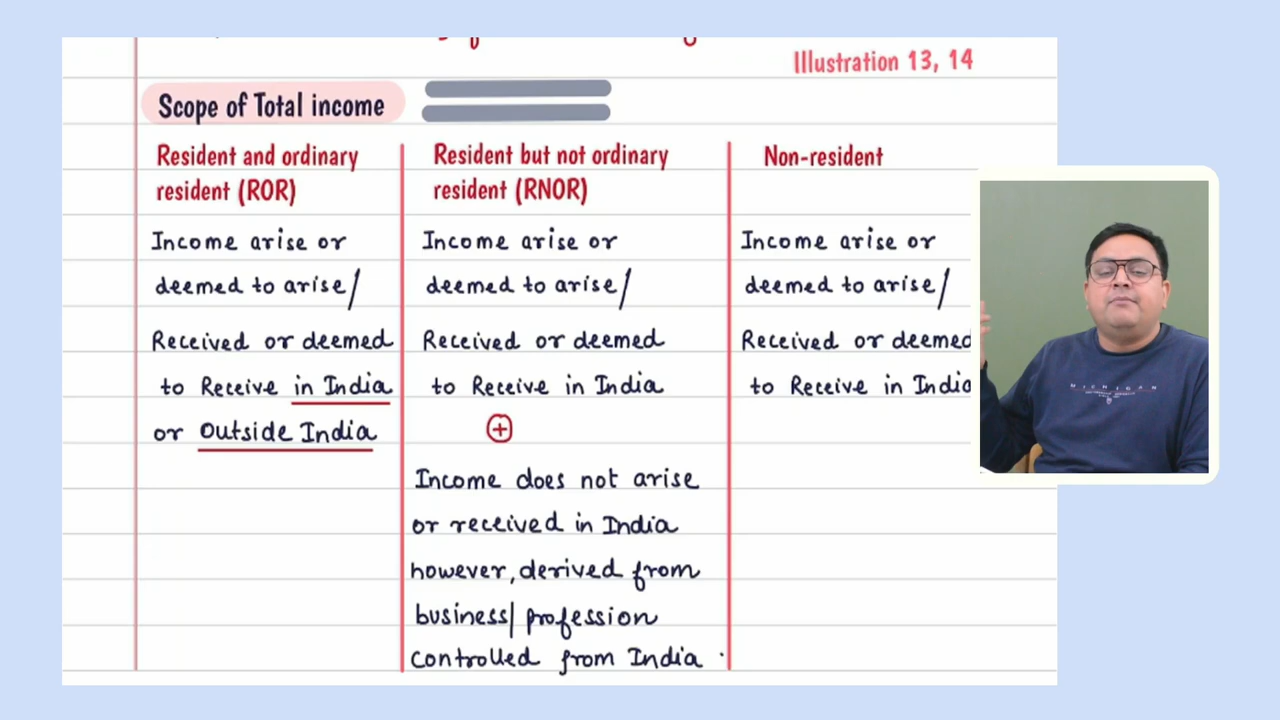 Illustration 13, 14
Scope of Total income
Resident and ordinary
resident (ROR)
Income arise or
deemed to arise/
Received or deemed
to Receive in India
or Outside India
Resident but not ordinary
resident (RNOR)
Income arise or
deemed to arise/
Received or deemed
to Receive in India
+
Income does not arise
or received in India
however, derived from
business/ profession
controlled from India
Non-resident
Income arise or
deemed to arise/
Received or deemed
to Receive in India
MICHIGAN